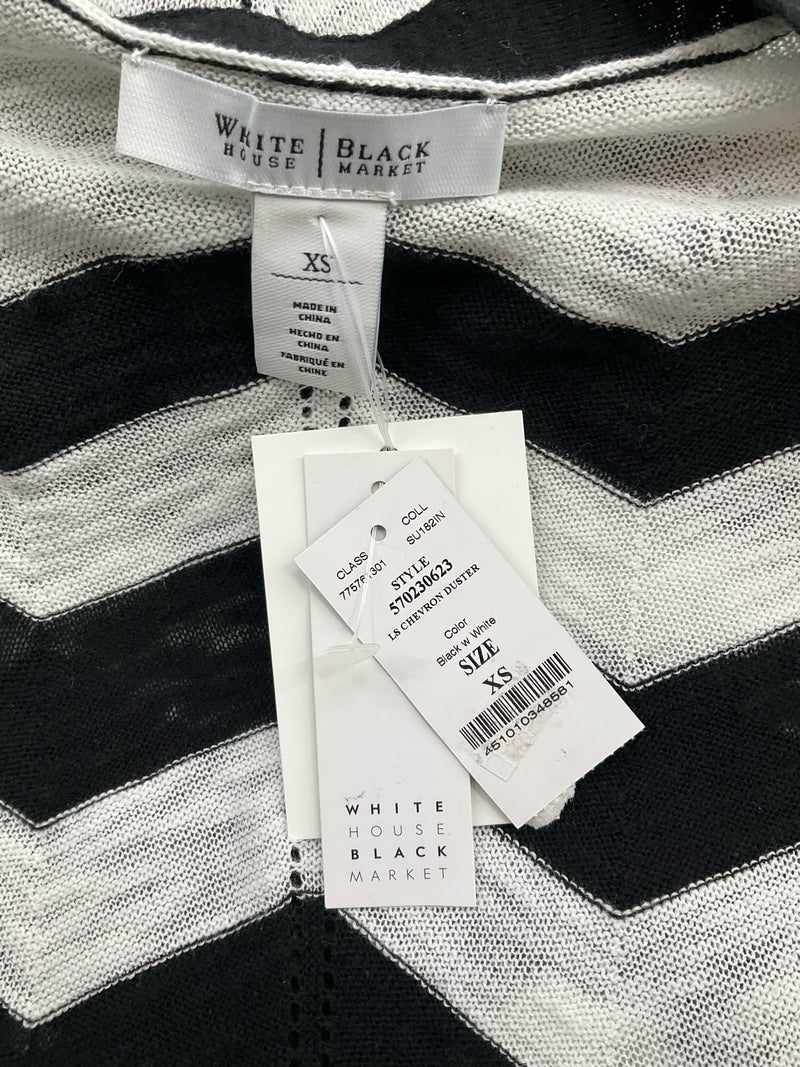 WHITE HOUSE
BLACK MARKET
XS
MADE IN
CHINA
HECHO EN
CHINA
FABRIQUÉ EN
CHINE
CLASS
COLL
SU182IN
STYLE
570230623
LS CHEVRON DUSTER
Color
Black w White
SIZE
XS
451010348581
WHITE
HOUSE
BLACK
MARKET